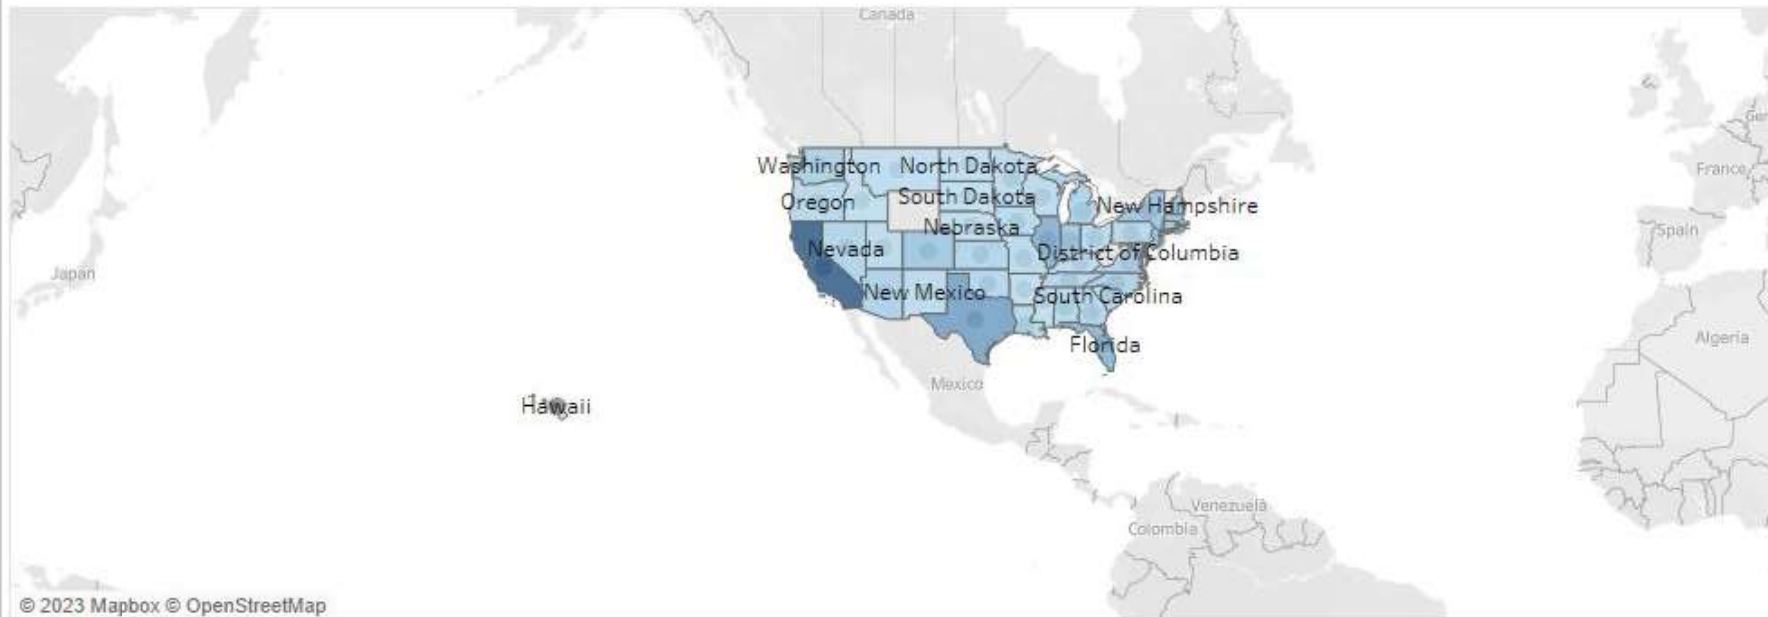 Canada
Washington
North Dakota
Oregon
South Dakota
New Hampshire
Nebraska
Nevada
District of Columbia
New Mexico
South Carolina
Florida
Hawaii
Japan
Mexico
France
Spain
Algeria
Venezuela
Colombia
© 2023 Mapbox © OpenStreetMap